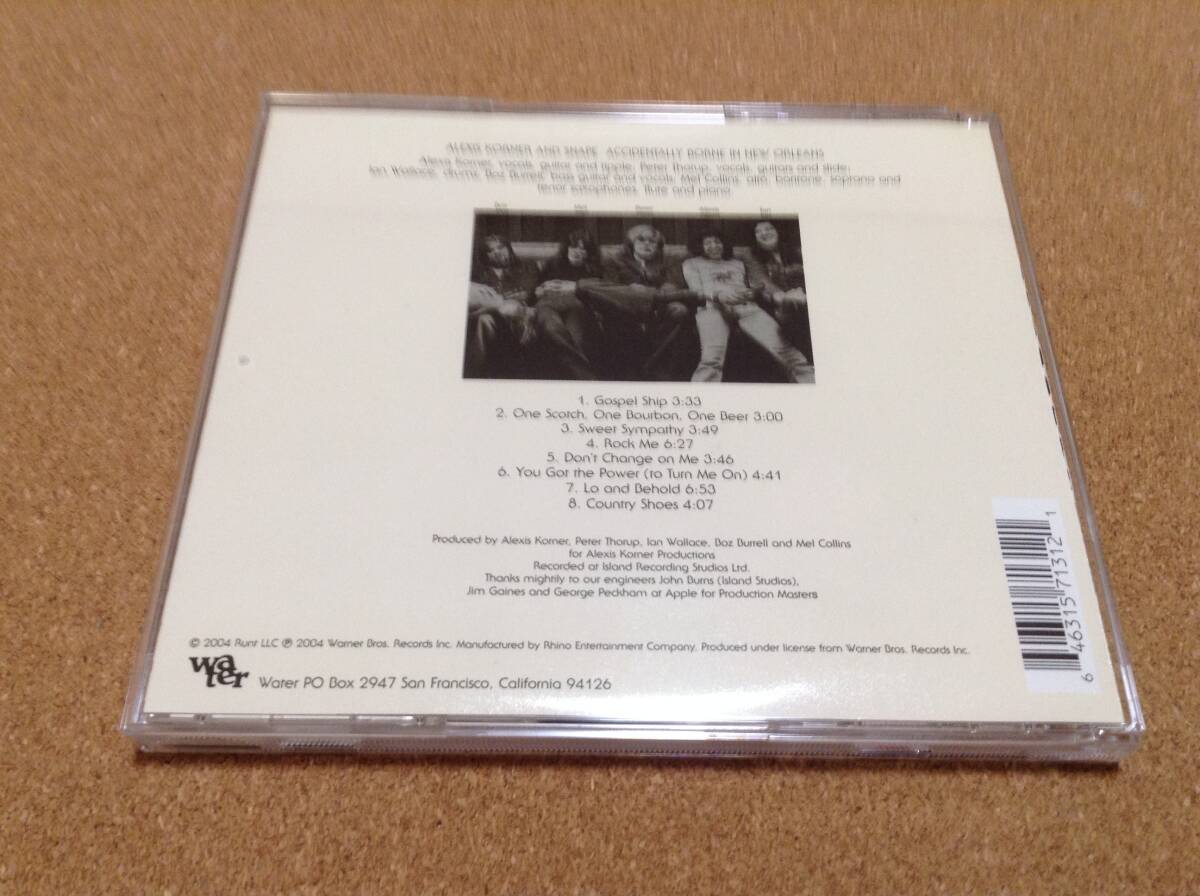 ALEXIS KORNER AND SNAPE ACCIDENTALLY BORNE IN NEW ORLEANS
Alexis Korner, vocals, guitar and tipple; Peter Thorup, vocals, guitars and slide;
Ian Wallace, drums; Boz Burrell, bass guitar and vocals; Mel Collins, alto, baritone, soprano and
tenor saxophones, flute and piano.
Boz Mel Peter Alexis Ian
1. Gospel Ship 3:33
2. One Scotch, One Bourbon, One Beer 3:00
3. Sweet Sympathy 3:49
4. Rock Me 6:27
5. Don't Change on Me 3:46
6. You Got the Power (to Turn Me On) 4:41
7. Lo and Behold 6:53
8. Country Shoes 4:07
Produced by Alexis Korner, Peter Thorup, Ian Wallace, Boz Burrell and Mel Collins
for Alexis Korner Productions
Recorded at Island Recording Studios Ltd.
Thanks mightily to our engineers John Burns (Island Studios),
Jim Gaines and George Peckham at Apple for Production Masters
© 2004 Runt LLC ℗ 2004 Warner Bros. Records Inc. Manufactured by Rhino Entertainment Company. Produced under license from Warner Bros. Records Inc.
water
Water PO Box 2947 San Francisco, California 94126
6 46315 71312 1